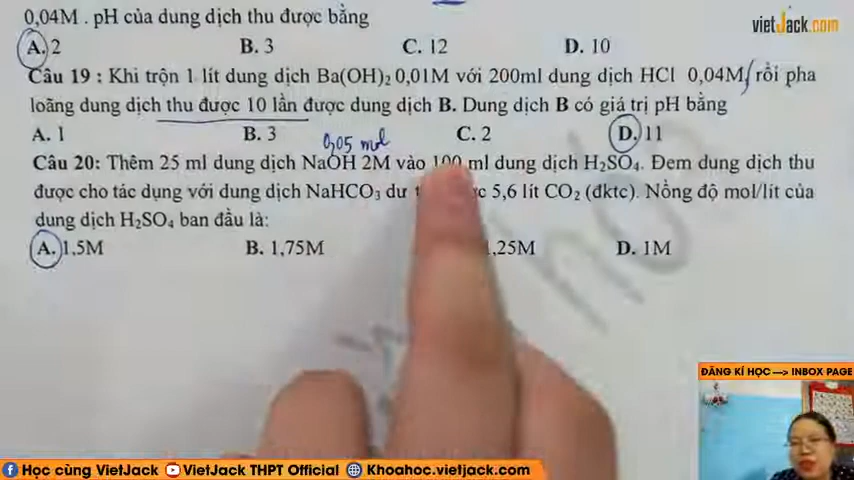 0,04M . pH của dung dịch thu được bằng
A. 2 B. 3 C. 12 D. 10
Câu 19 : Khi trộn 1 lít dung dịch Ba(OH)₂ 0,01M với 200ml dung dịch HCl 0,04M, rồi pha
loãng dung dịch thu được 10 lần được dung dịch B. Dung dịch B có giá trị pH bằng
A. 1 B. 3 C. 2 D. 11
0,05 mol
Câu 20: Thêm 25 ml dung dịch NaOH 2M vào 100 ml dung dịch H₂SO₄. Đem dung dịch thu
được cho tác dụng với dung dịch NaHCO₃ dư 5,6 lít CO₂ (đktc). Nồng độ mol/lít của
dung dịch H₂SO₄ ban đầu là:
A. 1,5M B. 1,75M ,25M D. 1M
vietJack.com
ĐĂNG KÍ HỌC —> INBOX PAGE
Học cùng VietJack VietJack THPT Official Khoahoc.vietjack.com